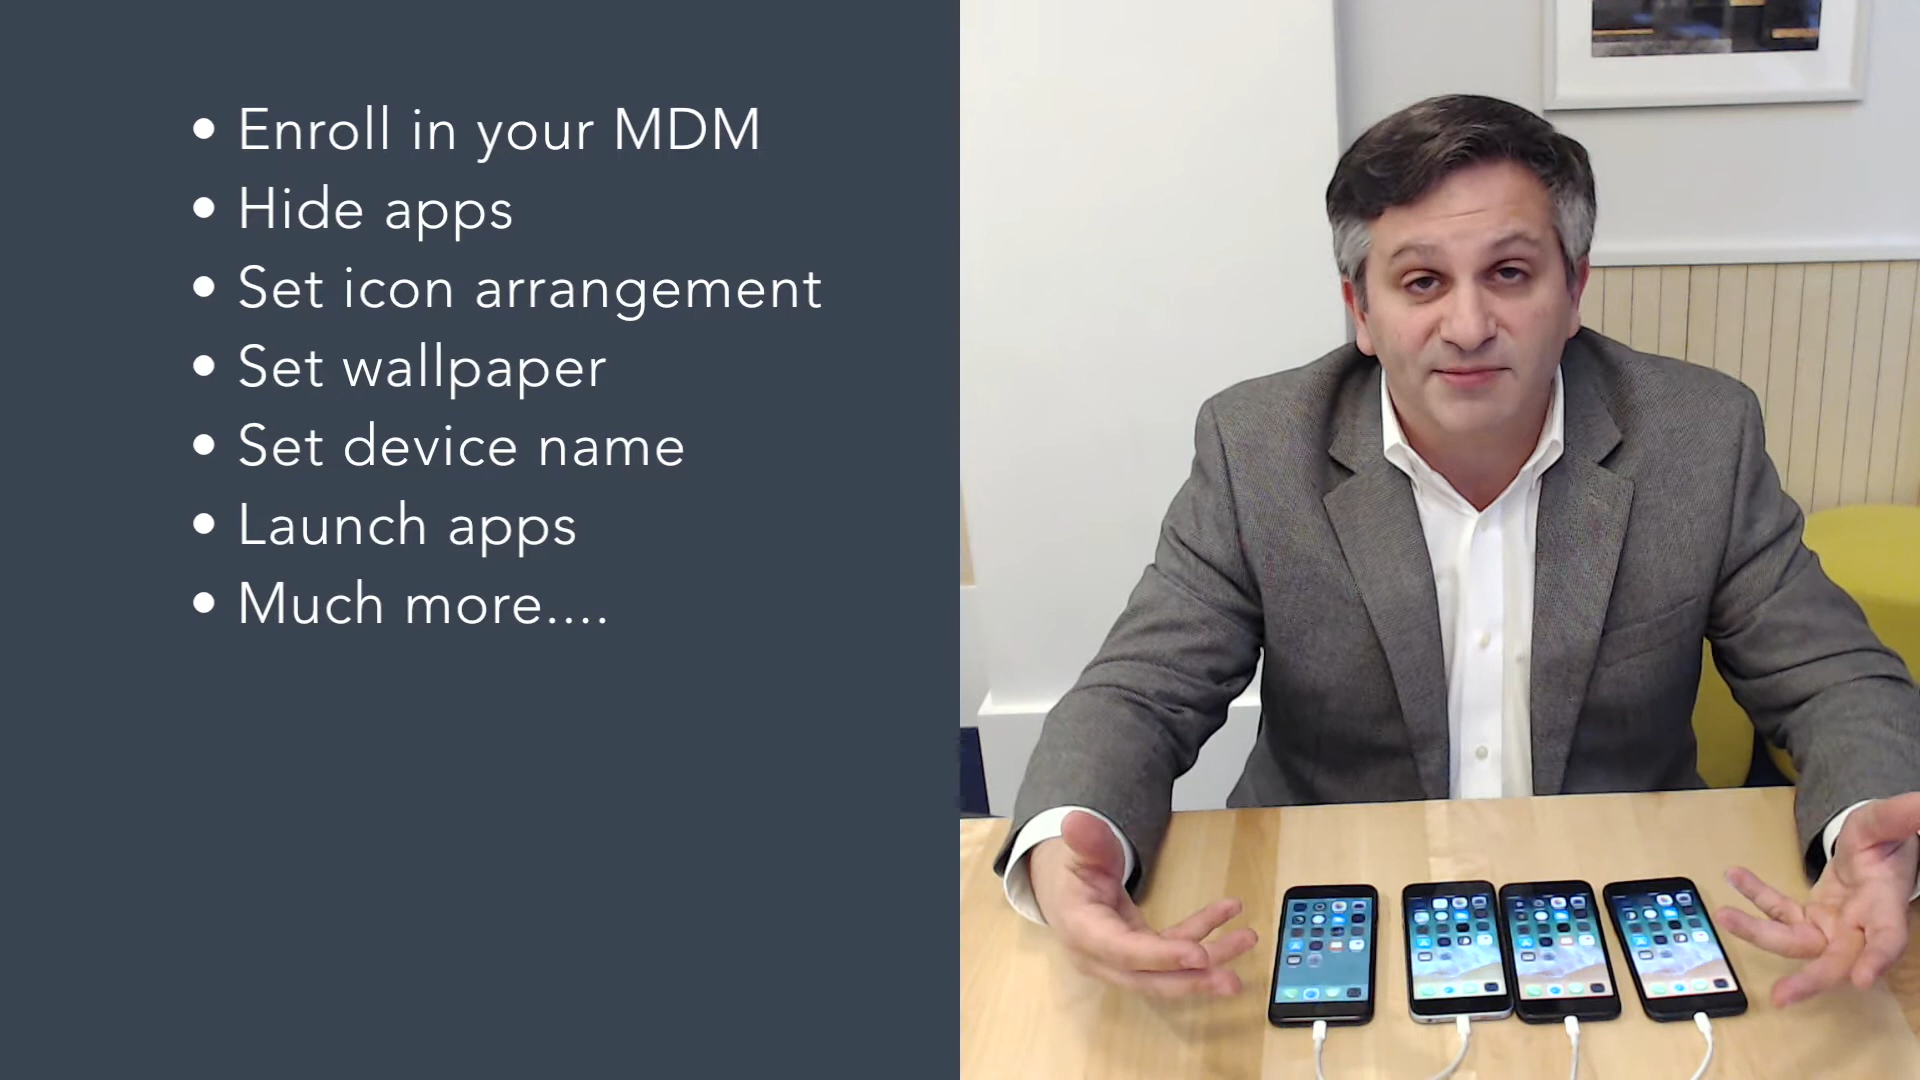 • Enroll in your MDM
• Hide apps
• Set icon arrangement
• Set wallpaper
• Set device name
• Launch apps
• Much more....